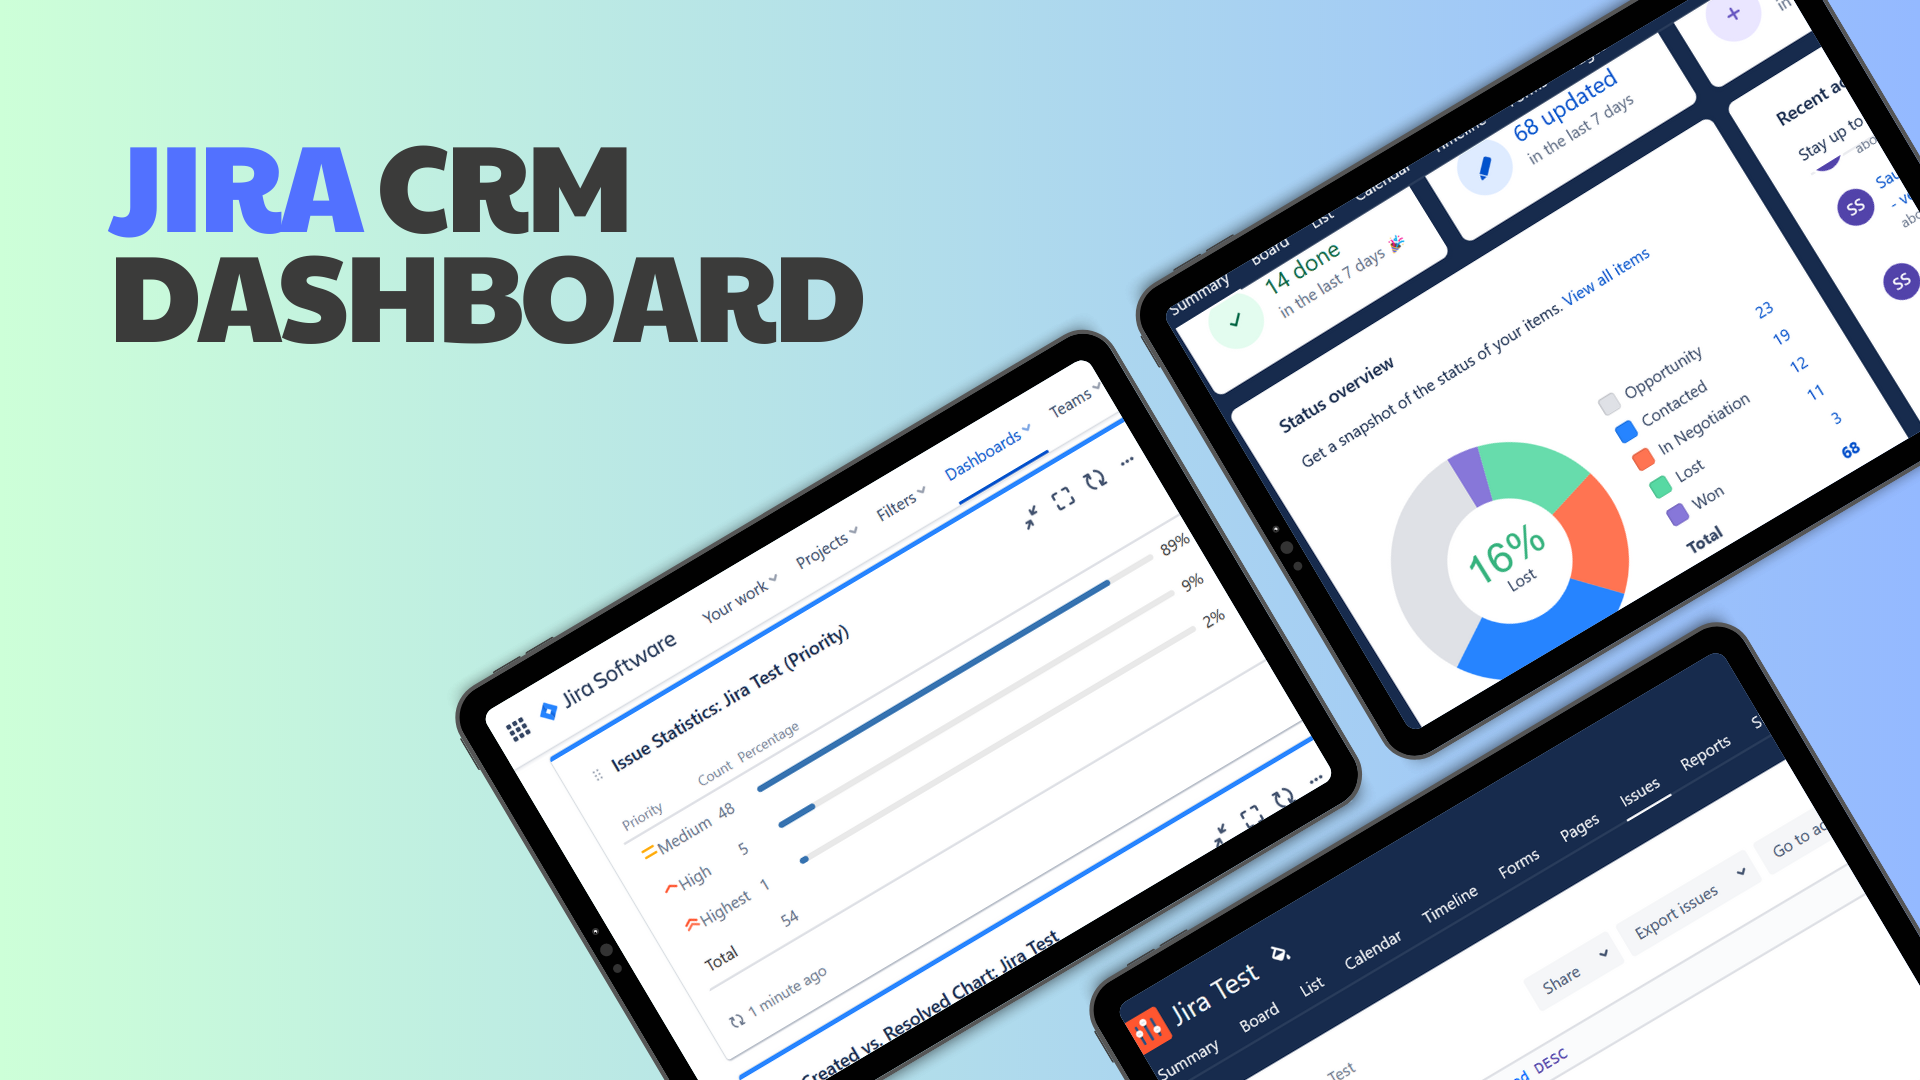 JIRA CRM
DASHBOARD
Jira Software
Your work
Projects
Filters
Dashboards
Teams
Issue Statistics: Jira Test (Priority)
Priority Count Percentage
Medium 48 89%
High 5 9%
Highest 1 2%
Total 54
1 minute ago
Created vs. Resolved Chart: Jira Test
Summary Board List Calendar Timeline
14 done
in the last 7 days
68 updated
in the last 7 days
in
Status overview
Get a snapshot of the status of your items. View all items
16%
Lost
Opportunity 23
Contacted 19
In Negotiation 12
Lost 11
Won 3
Total 68
Recent
Stay up to
SS
SS
Jira Test
Summary Board List Calendar Timeline Forms Pages Issues Reports
Share
Export issues
Go to
Test
DESC